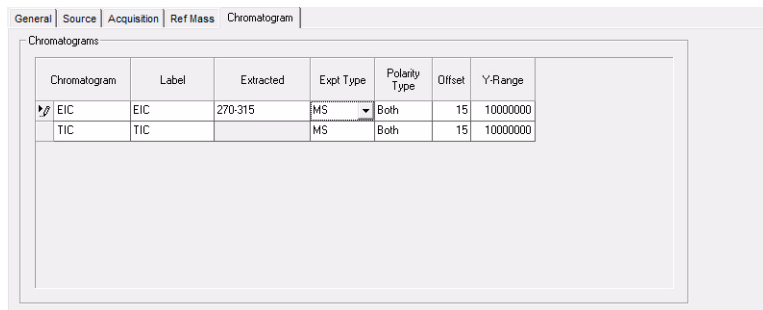 General Source Acquisition Ref Mass Chromatogram
Chromatograms
Chromatogram Label Extracted Expt Type Polarity Type Offset Y-Range
EIC EIC 270-315 MS Both 15 10000000
TIC TIC MS Both 15 10000000